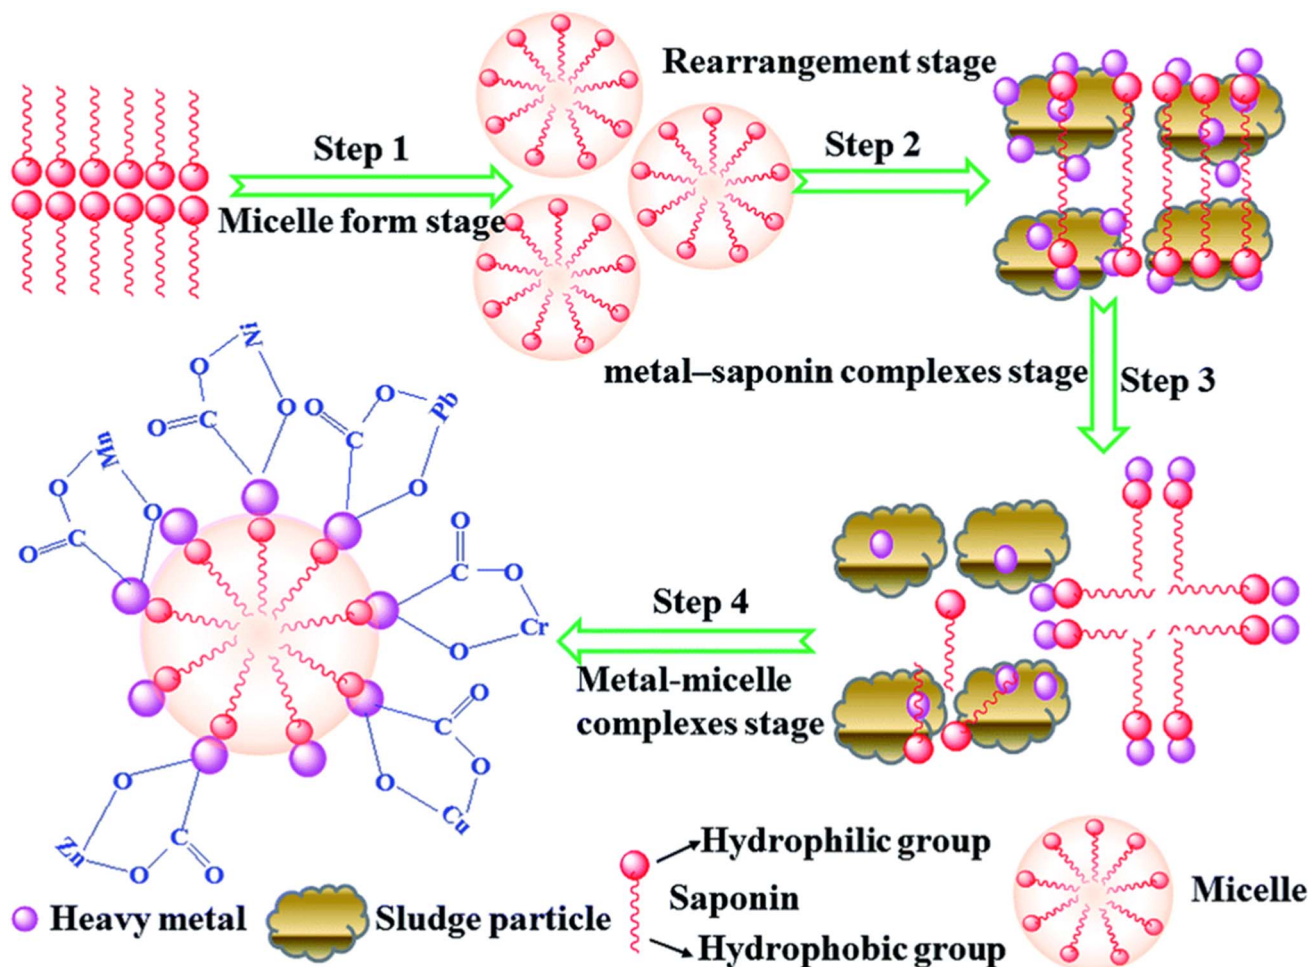 Rearrangement stage
Step 1
Micelle form stage
Step 2
metal–saponin complexes stage
Step 3
Step 4
Metal-micelle
complexes stage
Ni
O
O
C
O
Pb
O
O
C
O
Mn
O
O
C
O
O
C
O
O
Cr
O
C
O
O
Cu
O
C
O
O
Zn
Hydrophilic group
Saponin
Hydrophobic group
Micelle
Heavy metal
Sludge particle